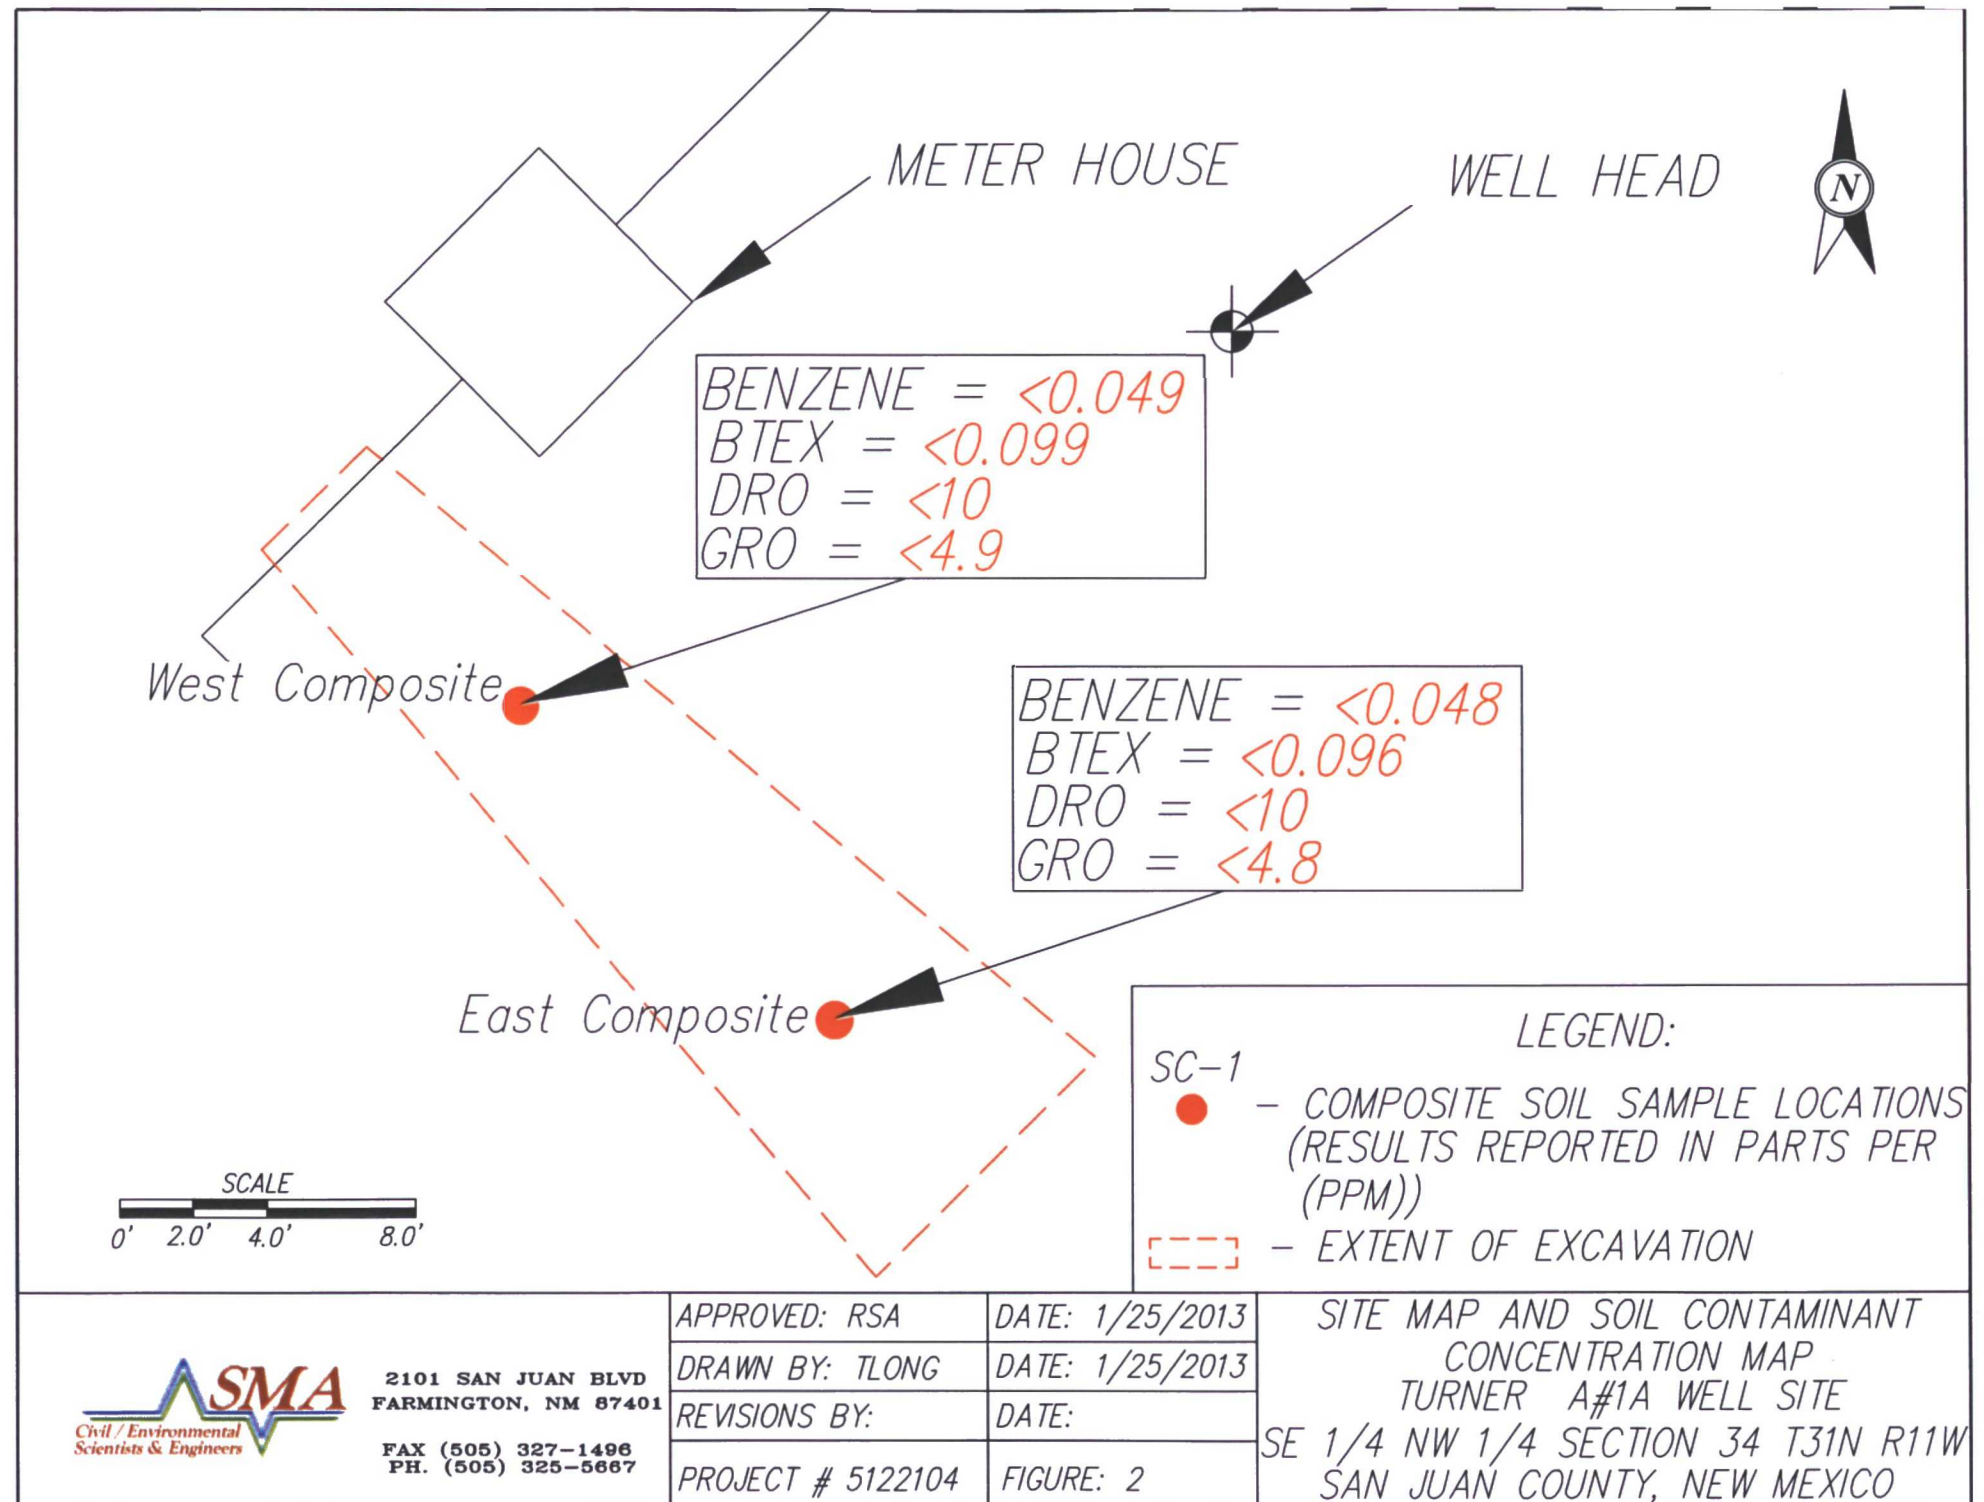 METER HOUSE
WELL HEAD
N
BENZENE = <0.049
BTEX = <0.099
DRO = <10
GRO = <4.9
West Composite
BENZENE = <0.048
BTEX = <0.096
DRO = <10
GRO = <4.8
East Composite
LEGEND:
SC-1
- COMPOSITE SOIL SAMPLE LOCATIONS
(RESULTS REPORTED IN PARTS PER
(PPM))
- EXTENT OF EXCAVATION
SCALE
0' 2.0' 4.0' 8.0'
SMA
Civil / Environmental
Scientists & Engineers
2101 SAN JUAN BLVD
FARMINGTON, NM 87401
FAX (505) 327-1496
PH. (505) 325-5667
APPROVED: RSA
DATE: 1/25/2013
DRAWN BY: TLONG
DATE: 1/25/2013
REVISIONS BY:
DATE:
PROJECT # 5122104
FIGURE: 2
SITE MAP AND SOIL CONTAMINANT
CONCENTRATION MAP
TURNER A#1A WELL SITE
SE 1/4 NW 1/4 SECTION 34 T31N R11W
SAN JUAN COUNTY, NEW MEXICO